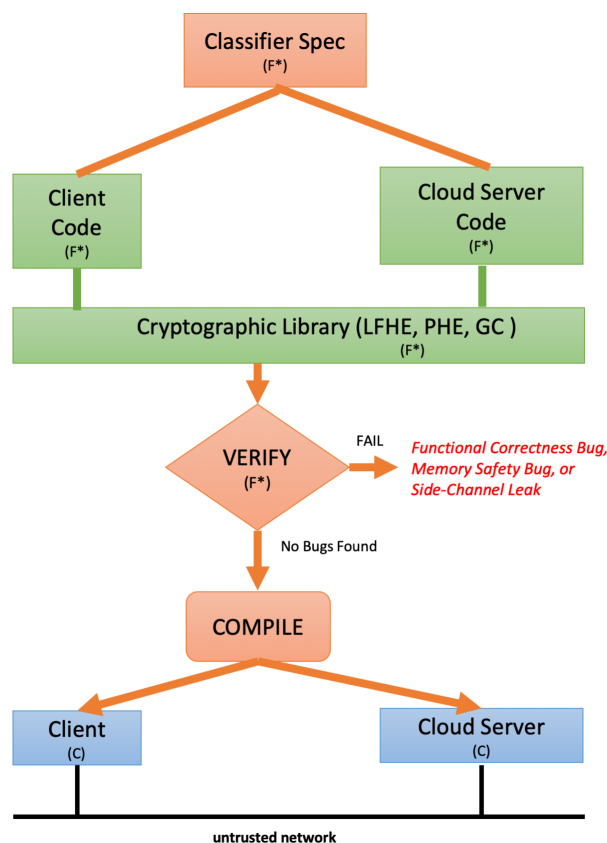 Classifier Spec
(F*)
Client
Code
(F*)
Cloud Server
Code
(F*)
Cryptographic Library (LFHE, PHE, GC )
(F*)
VERIFY
(F*)
FAIL
Functional Correctness Bug,
Memory Safety Bug, or
Side-Channel Leak
No Bugs Found
COMPILE
Client
(C)
Cloud Server
(C)
untrusted network